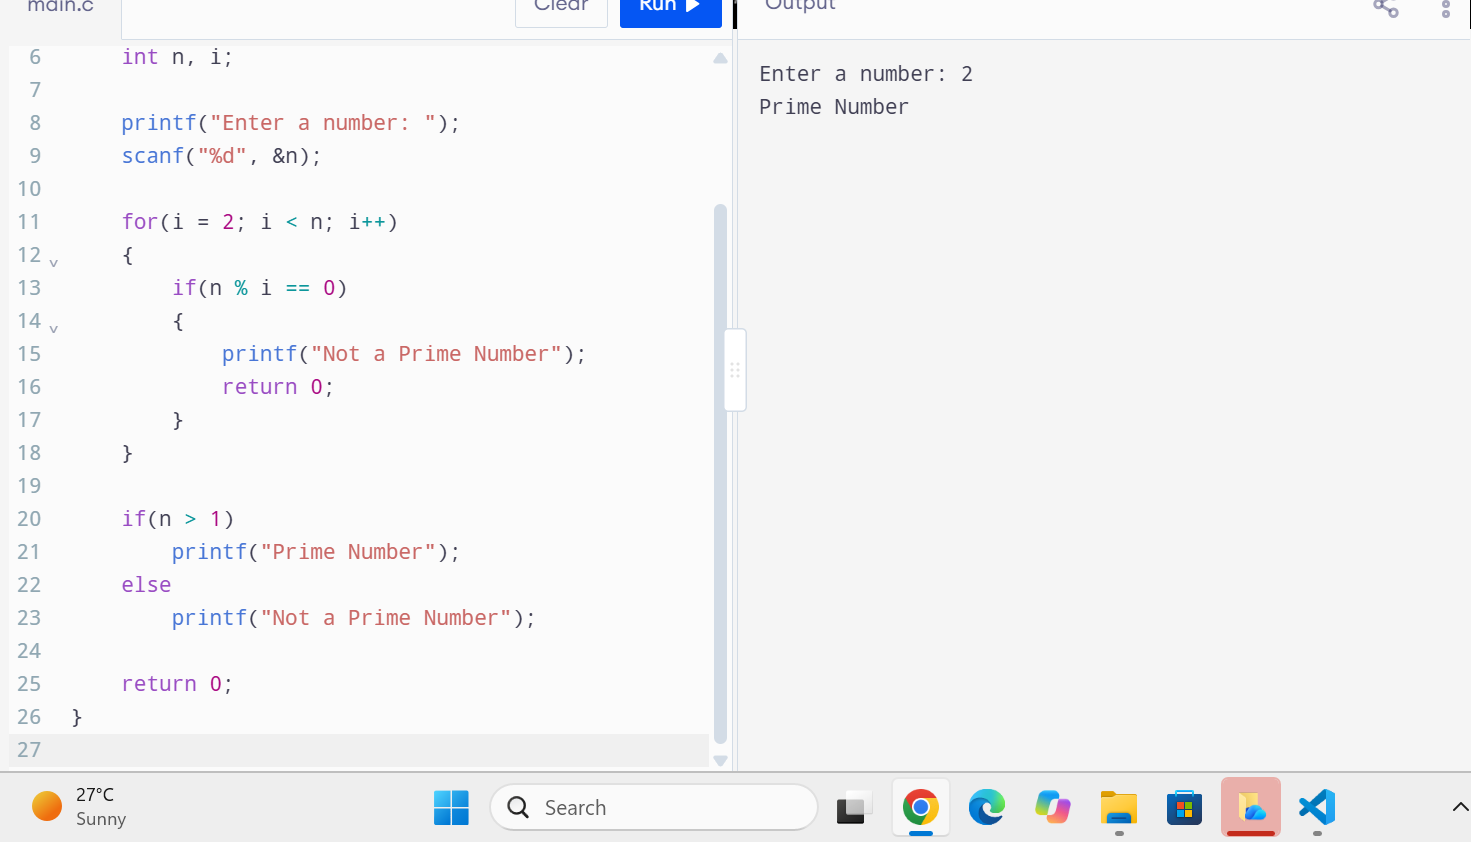 main.c
Clear
Run
Output
6 int n, i;
7
8 printf("Enter a number: ");
9 scanf("%d", &n);
10
11 for(i = 2; i < n; i++)
12 {
13 if(n % i == 0)
14 {
15 printf("Not a Prime Number");
16 return 0;
17 }
18 }
19
20 if(n > 1)
21 printf("Prime Number");
22 else
23 printf("Not a Prime Number");
24
25 return 0;
26 }
27
Enter a number: 2
Prime Number
27°C
Sunny
Search